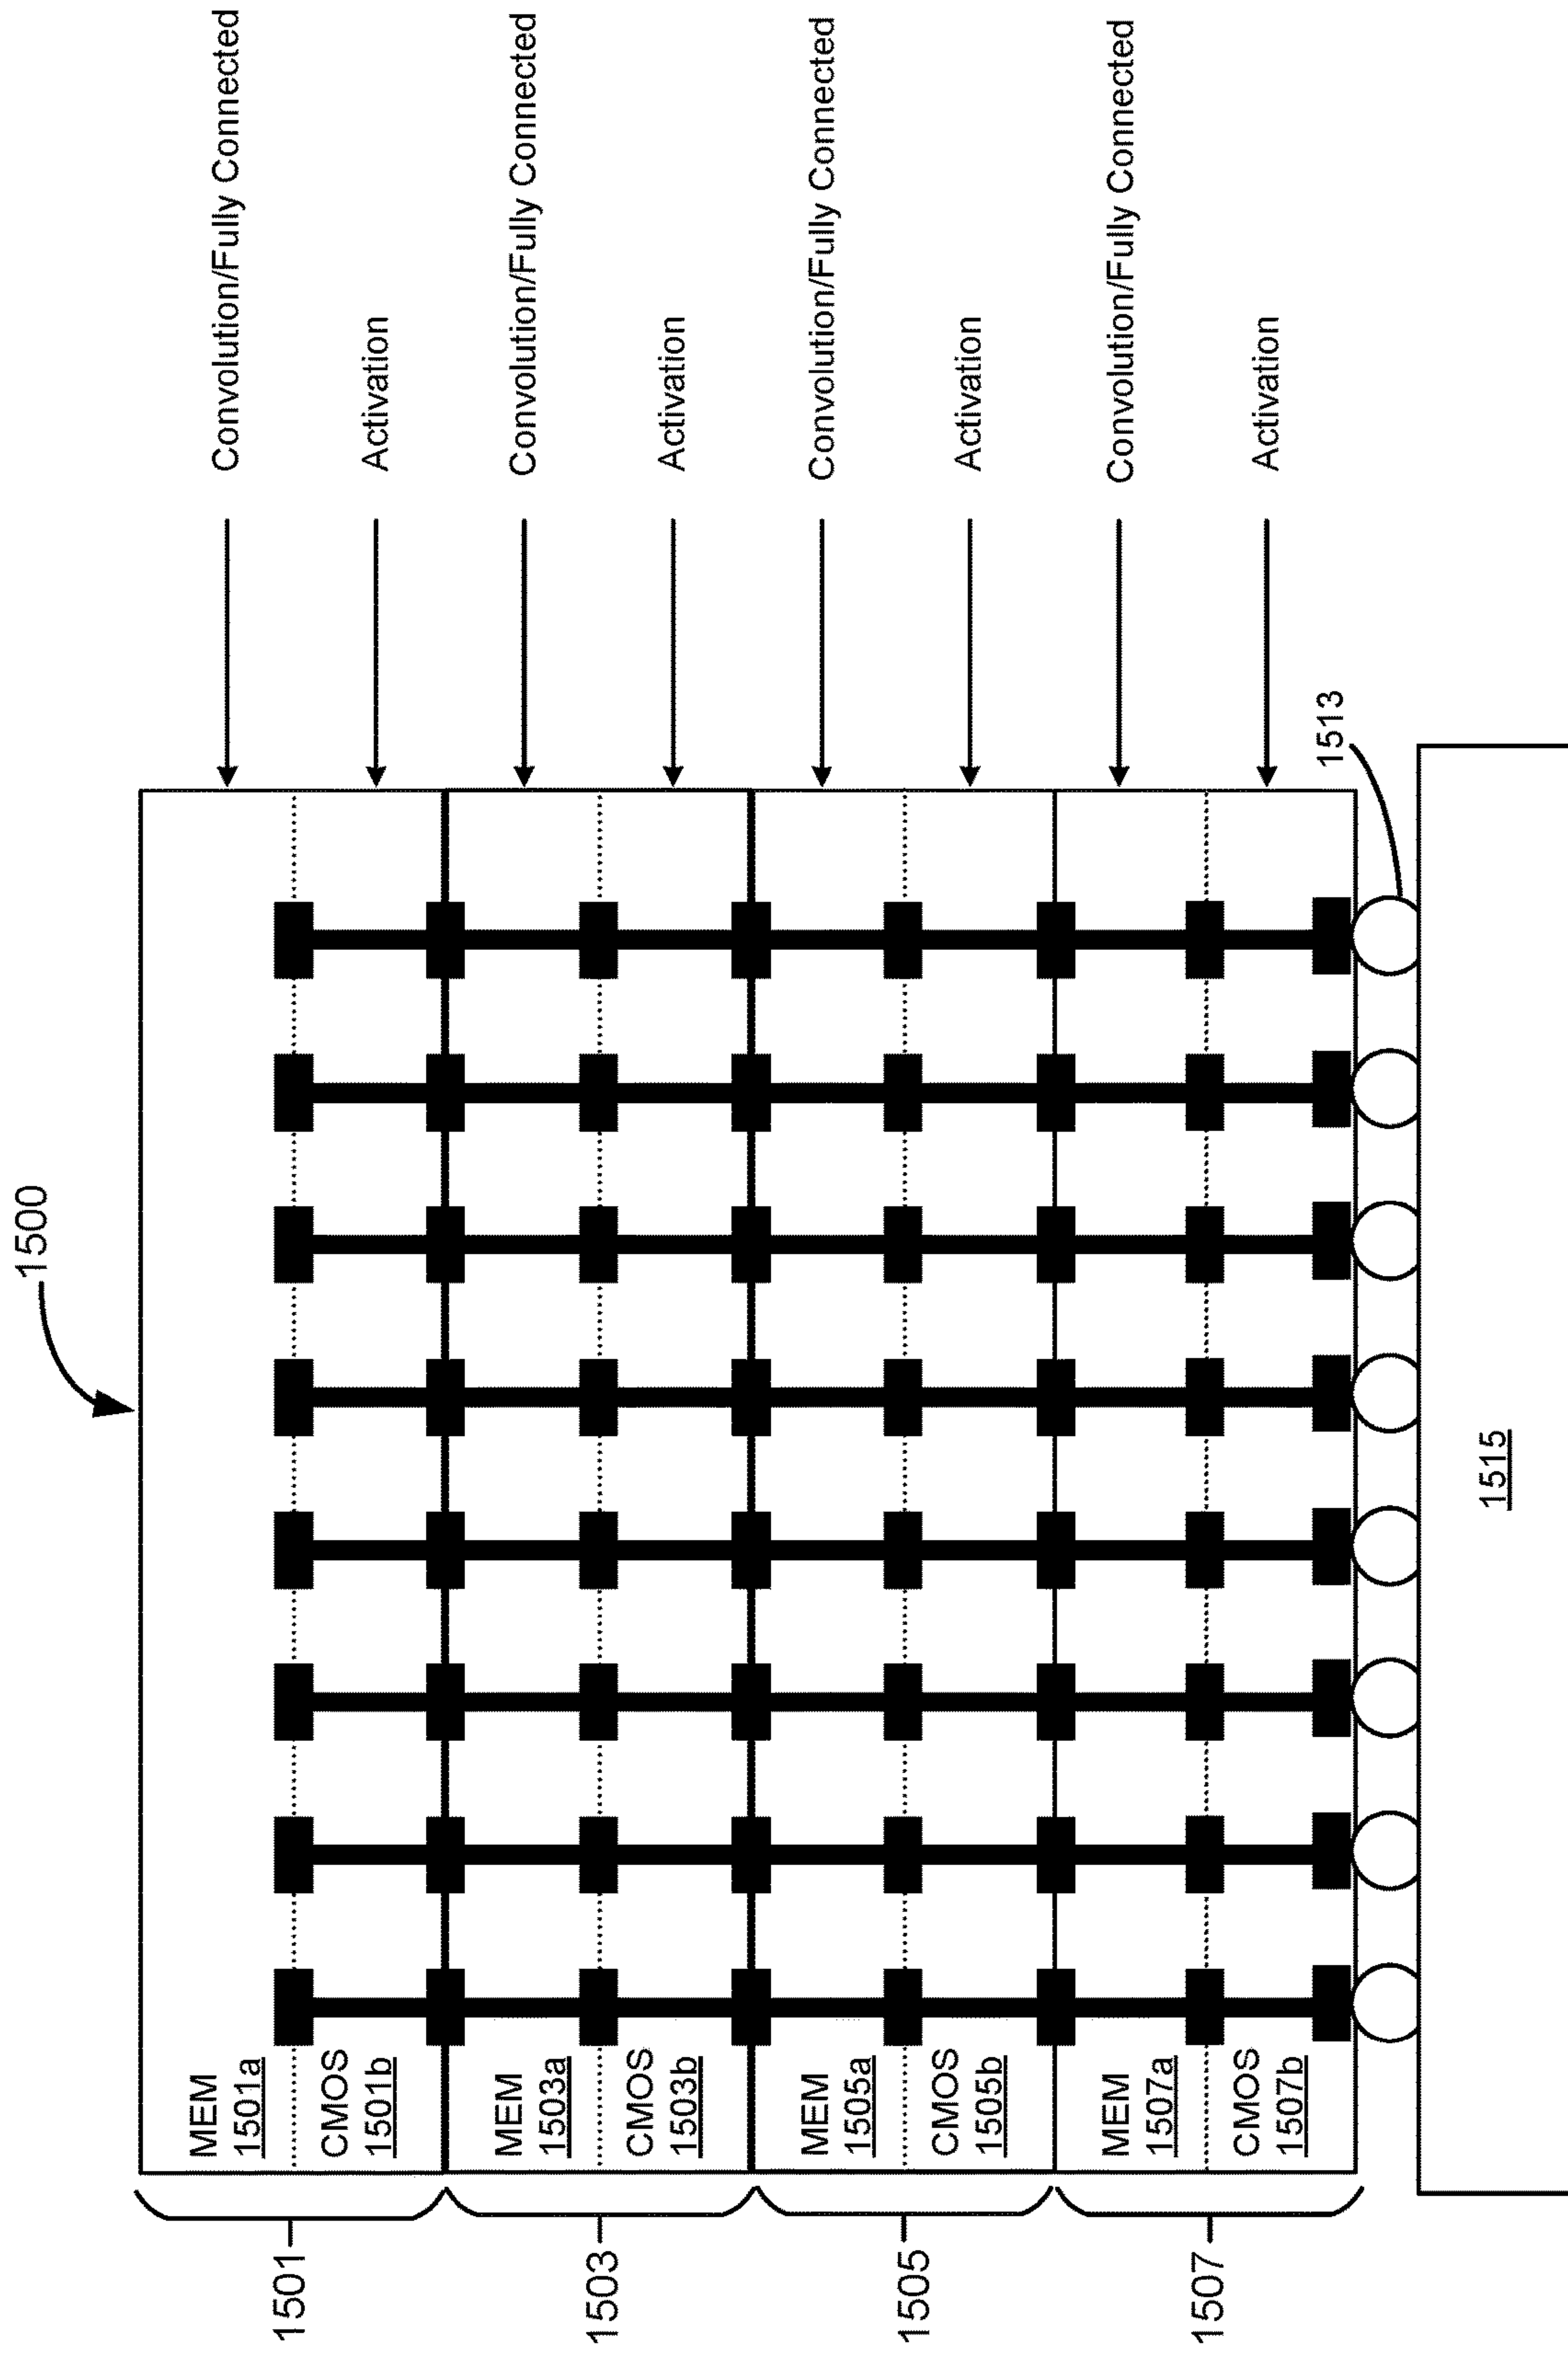 1500
1501
MEM
1501a
CMOS
1501b
Convolution/Fully Connected
Activation
1503
MEM
1503a
CMOS
1503b
Convolution/Fully Connected
Activation
1505
MEM
1505a
CMOS
1505b
Convolution/Fully Connected
Activation
1507
MEM
1507a
CMOS
1507b
Convolution/Fully Connected
Activation
1513
1515